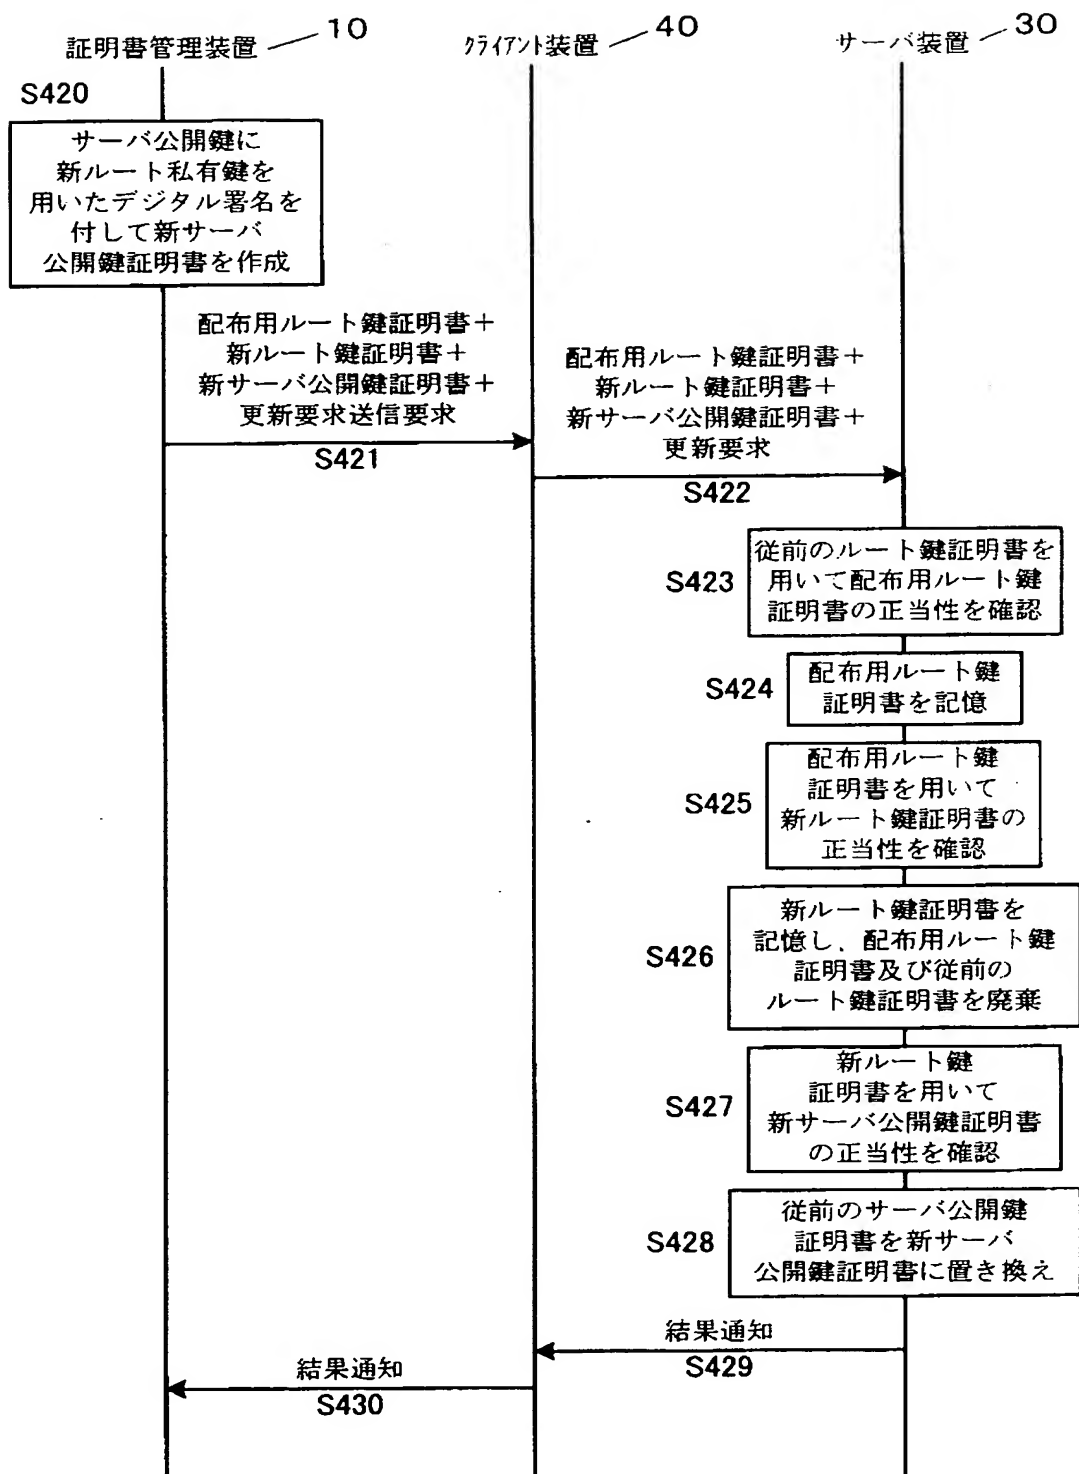 証明書管理装置 10
クライアント装置 40
サーバ装置 30
S420
サーバ公開鍵に
新ルート私有鍵を
用いたデジタル署名を
付して新サーバ
公開鍵証明書を作成
配布用ルート鍵証明書+
新ルート鍵証明書+
新サーバ公開鍵証明書+
更新要求送信要求
S421
配布用ルート鍵証明書+
新ルート鍵証明書+
新サーバ公開鍵証明書+
更新要求
S422
S423
従前のルート鍵証明書を
用いて配布用ルート鍵
証明書の正当性を確認
S424
配布用ルート鍵
証明書を記憶
S425
配布用ルート鍵
証明書を用いて
新ルート鍵証明書の
正当性を確認
S426
新ルート鍵証明書を
記憶し、配布用ルート鍵
証明書及び従前の
ルート鍵証明書を廃棄
S427
新ルート鍵
証明書を用いて
新サーバ公開鍵証明書
の正当性を確認
S428
従前のサーバ公開鍵
証明書を新サーバ
公開鍵証明書に置き換え
結果通知
S429
結果通知
S430